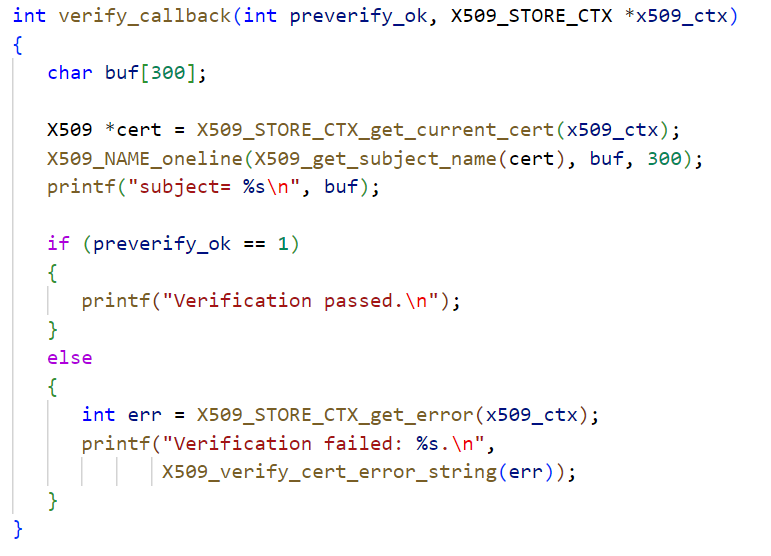 int verify_callback(int preverify_ok, X509_STORE_CTX *x509_ctx)
{
char buf[300];
X509 *cert = X509_STORE_CTX_get_current_cert(x509_ctx);
X509_NAME_oneline(X509_get_subject_name(cert), buf, 300);
printf("subject= %s\n", buf);
if (preverify_ok == 1)
{
printf("Verification passed.\n");
}
else
{
int err = X509_STORE_CTX_get_error(x509_ctx);
printf("Verification failed: %s.\n",
X509_verify_cert_error_string(err));
}
}